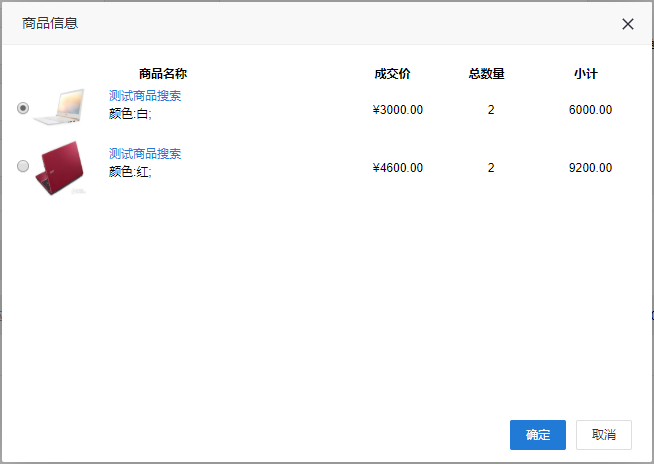 商品信息
商品名称 成交价 总数量 小计
测试商品搜索
颜色:白; ¥3000.00 2 6000.00
测试商品搜索
颜色:红; ¥4600.00 2 9200.00
确定 取消